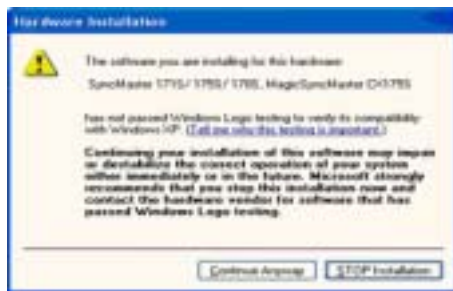 Hardware Installation
The software you are installing for this hardware:
SyncMaster 171S/ 175S/ 170S, MagicSyncMaster CX175S
has not passed Windows Logo testing to verify its compatibility
with Windows XP. (Tell me why this testing is important.)
Continuing your installation of this software may impair
or destabilize the correct operation of your system
either immediately or in the future. Microsoft strongly
recommends that you stop this installation now and
contact the hardware vendor for software that has
passed Windows Logo testing.
Continue Anyway
STOP Installation